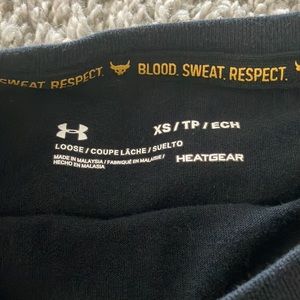 SWEAT. RESPECT. BLOOD. SWEAT. RESPECT.
XS / TP / ECH
LOOSE / COUPE LÂCHE / SUELTO
MADE IN MALAYSIA / FABRIQUÉ EN MALAISIE /
HECHO EN MALASIA
HEATGEAR